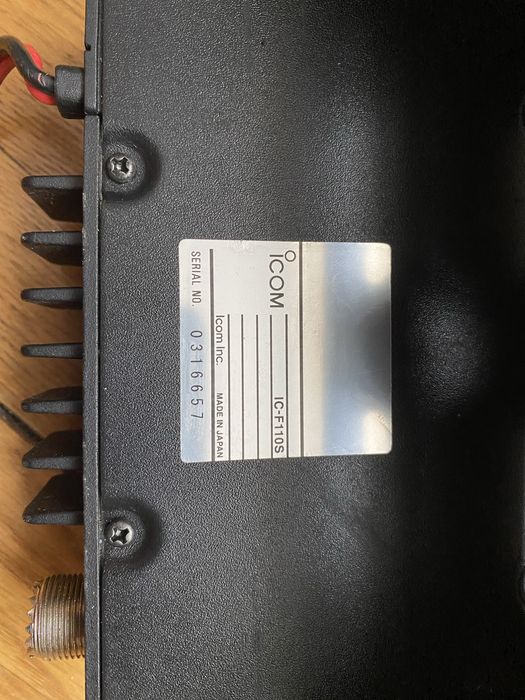 ICOM
IC-F110S
Icom Inc. MADE IN JAPAN
SERIAL NO. 0316657